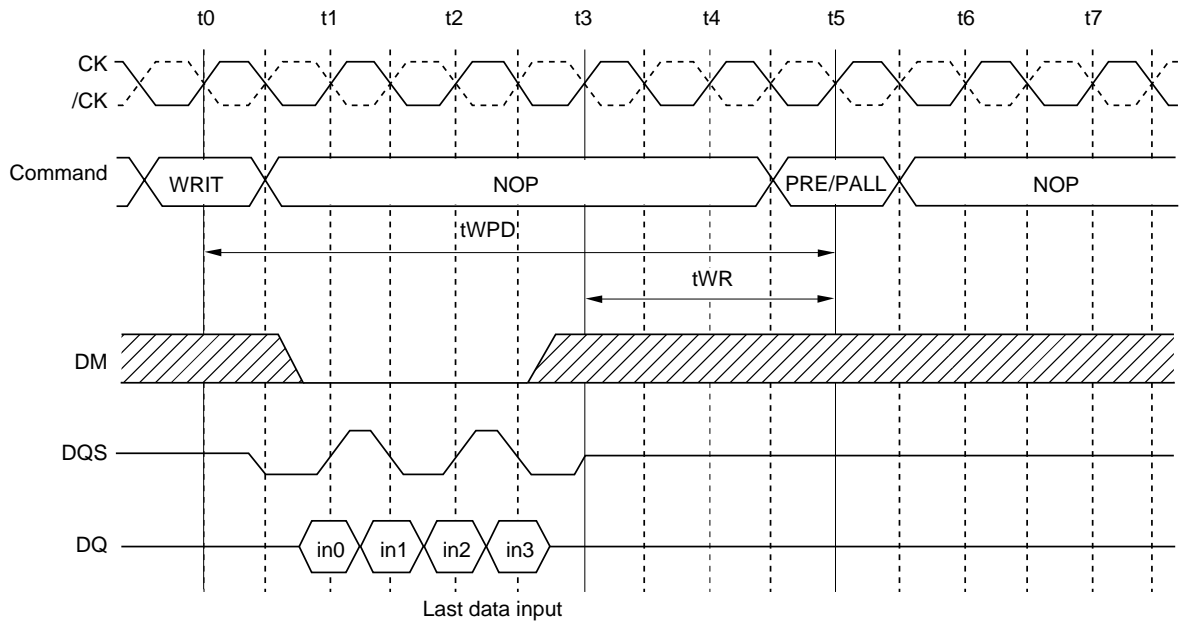 t0 t1 t2 t3 t4 t5 t6 t7
CK
/CK
Command WRIT NOP PRE/PALL NOP
tWPD
tWR
DM
DQS
DQ in0 in1 in2 in3
Last data input